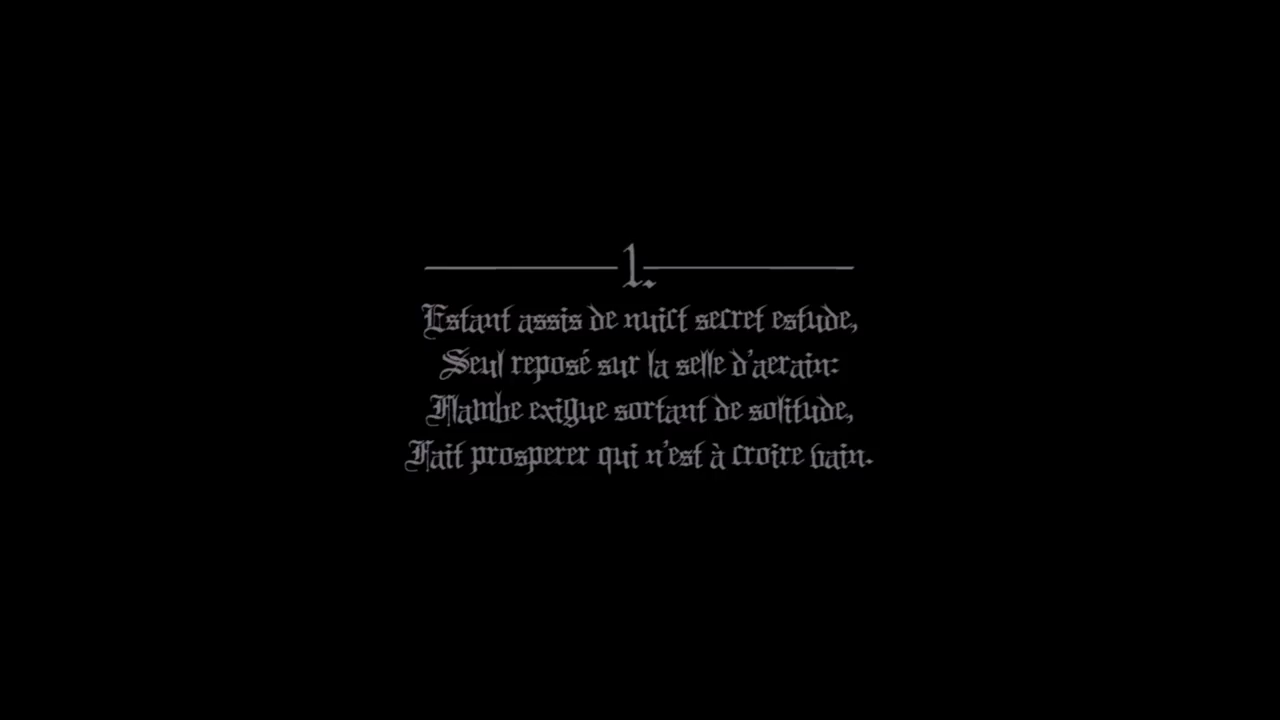 1.
Estant assis de nuict secret estude,
Seul reposé sur la selle d'aerain:
Flambe exigue sortant de solitude,
Fait prosperer qui n'est à croire vain.